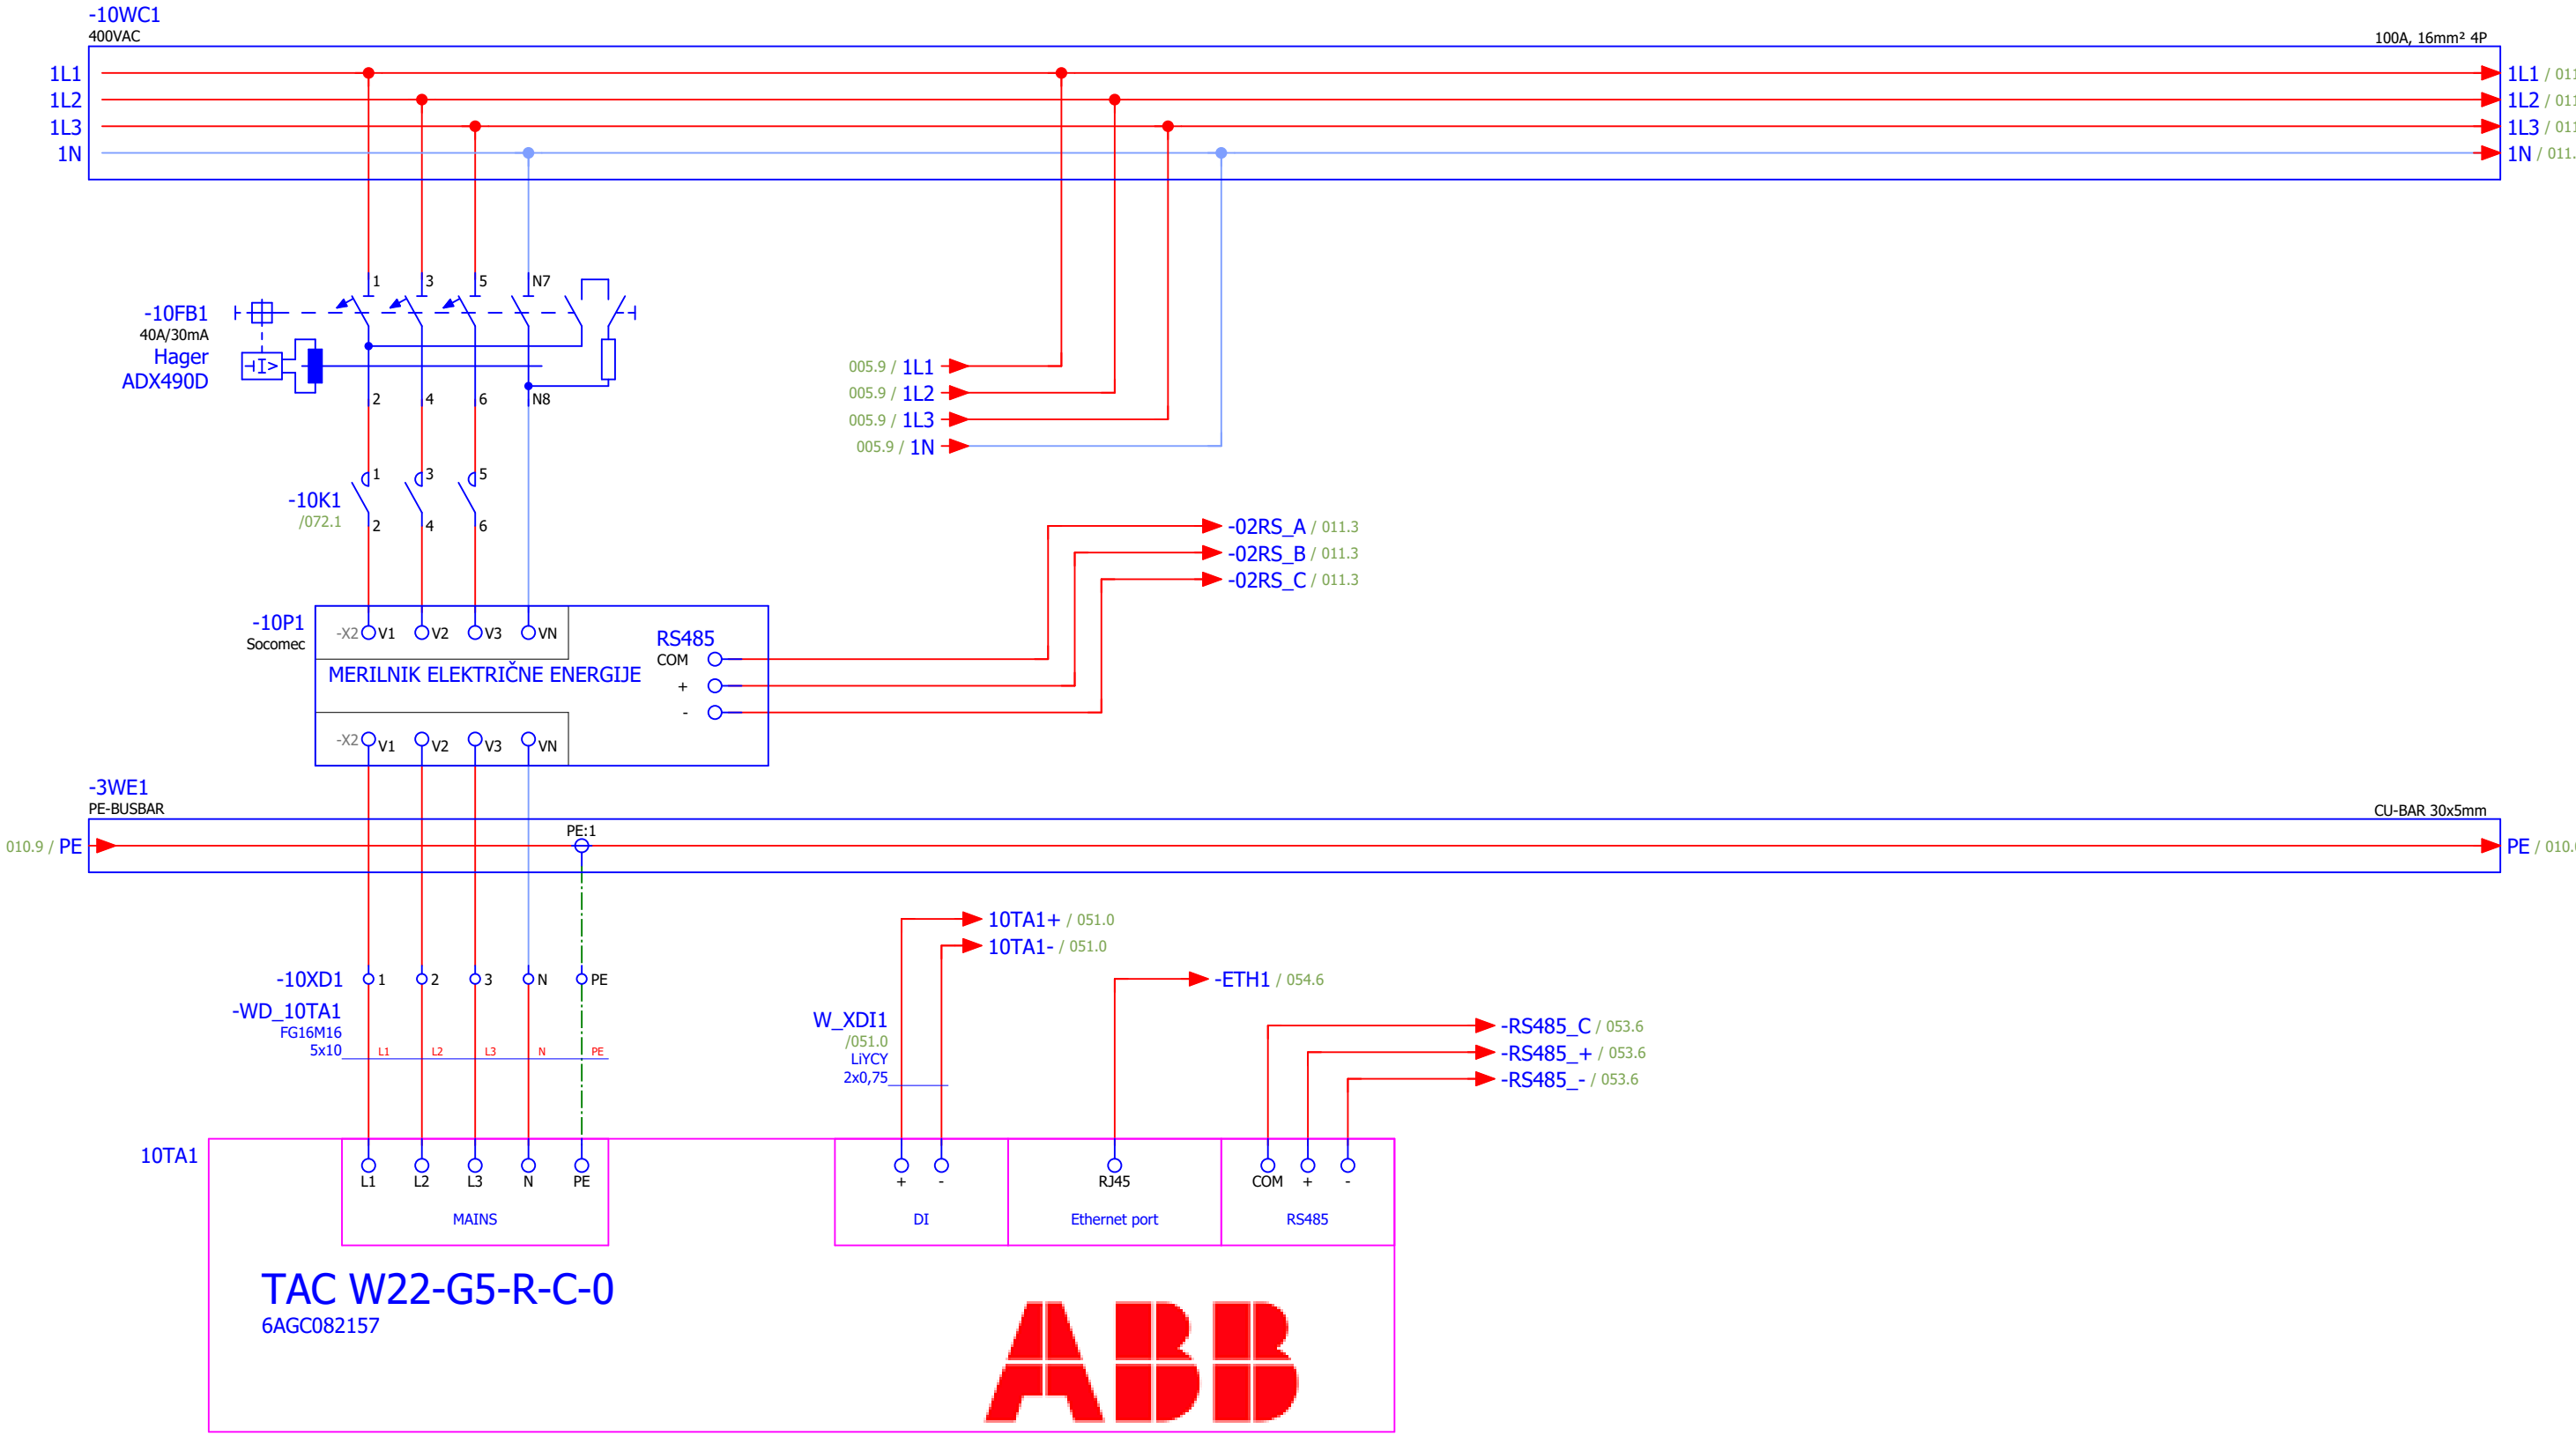 -10WC1
400VAC
100A, 16mm² 4P
1L1
1L1 / 011
1L2
1L2 / 011
1L3
1L3 / 011
1N
1N / 011.
1
3
5
N7
-10FB1
40A/30mA
Hager
ADX490D
I>
2
4
6
N8
005.9 / 1L1
005.9 / 1L2
005.9 / 1L3
005.9 / 1N
-10K1
/072.1
1
3
5
2
4
6
-02RS_A / 011.3
-02RS_B / 011.3
-02RS_C / 011.3
-10P1
Socomec
-X2 V1 V2 V3 VN
RS485
COM
+
-
MERILNIK ELEKTRIČNE ENERGIJE
-X2 V1 V2 V3 VN
-3WE1
PE-BUSBAR
CU-BAR 30x5mm
010.9 / PE
PE:1
PE / 010.
10TA1+ / 051.0
10TA1- / 051.0
-10XD1 1 2 3 N PE
-ETH1 / 054.6
-WD_10TA1
FG16M16
5x10
L1 L2 L3 N PE
W_XDI1
/051.0
LiYCY
2x0,75
-RS485_C / 053.6
-RS485_+ / 053.6
-RS485_- / 053.6
10TA1
L1 L2 L3 N PE
MAINS
+ -
DI
RJ45
Ethernet port
COM + -
RS485
TAC W22-G5-R-C-0
6AGC082157
ABB